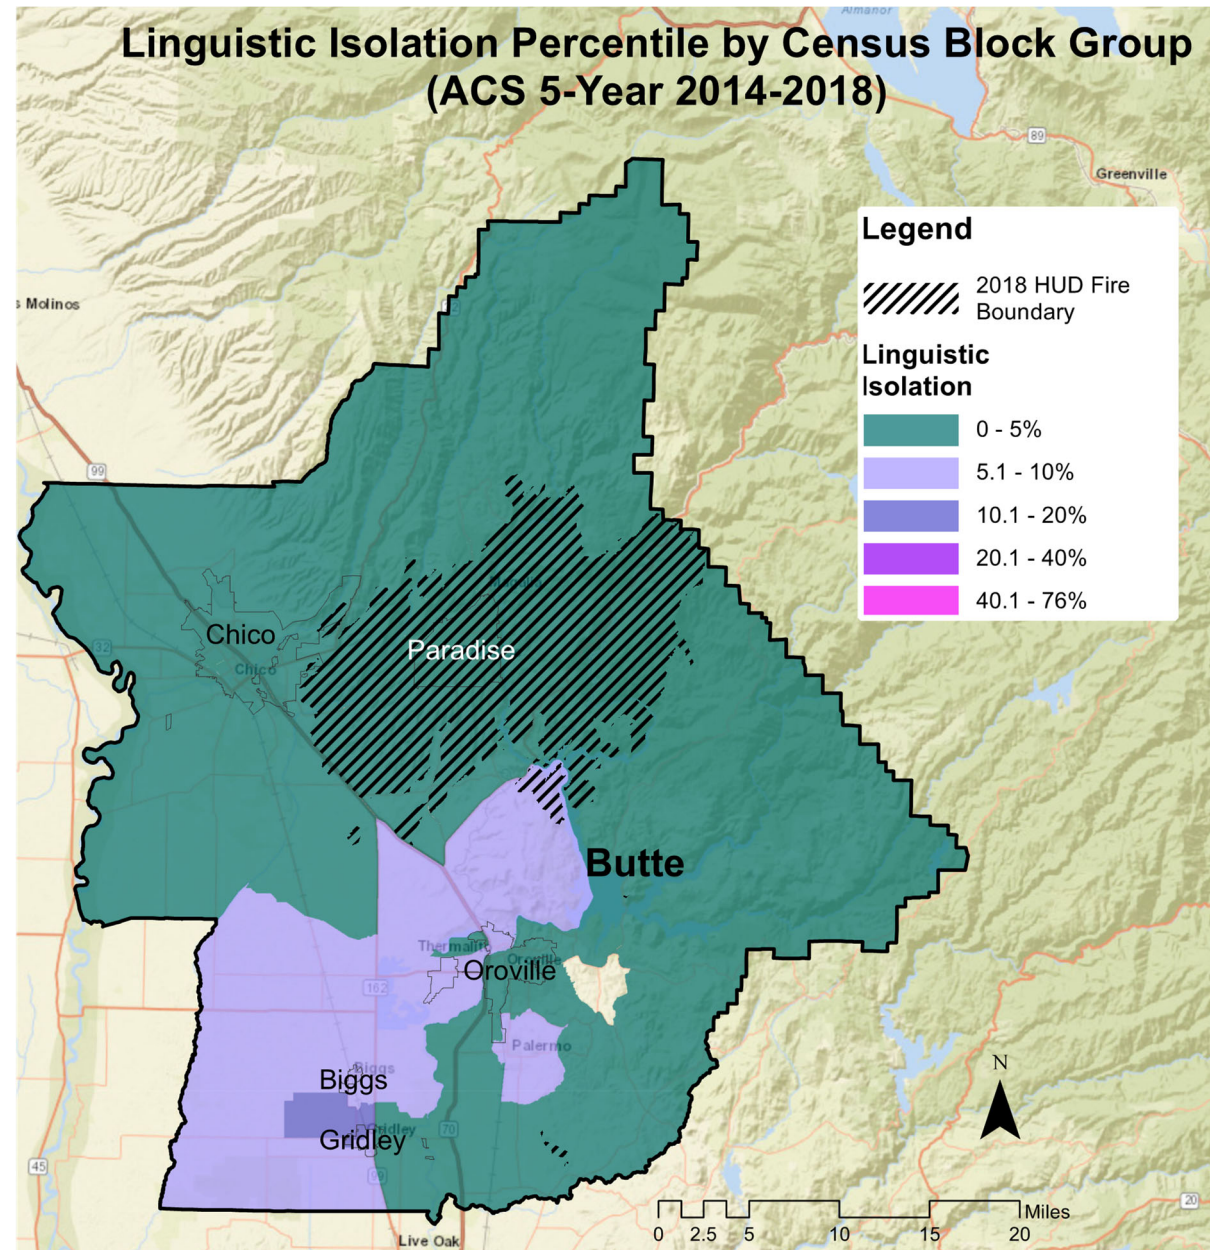 Almanor
Linguistic Isolation Percentile by Census Block Group
(ACS 5-Year 2014-2018)
89
Greenville
Legend
2018 HUD Fire
Boundary
Linguistic
Isolation
0 - 5%
5.1 - 10%
10.1 - 20%
20.1 - 40%
40.1 - 76%
s Molinos
32
99
Magalia
Chico
Paradise
32
Chico
Butte
Thermalito
Oroville
Oroville
162
Palermo
Biggs
Biggs
Gridley
Gridley
70
99
45
N
20
Miles
0 2.5 5 10 15 20
Live Oak